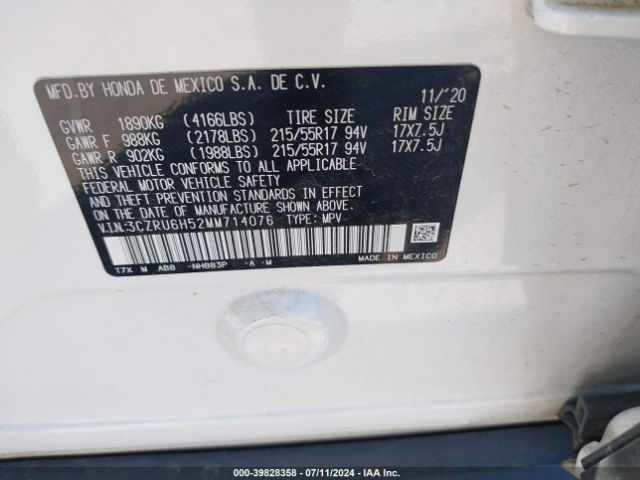 MFD.BY HONDA DE MEXICO S.A. DE C.V. 11/'20
GVWR 1890KG (4166LBS) TIRE SIZE RIM SIZE
GAWR F 988KG (2178LBS) 215/55R17 94V 17X7.5J
GAWR R 902KG (1988LBS) 215/55R17 94V 17X7.5J
THIS VEHICLE CONFORMS TO ALL APPLICABLE
FEDERAL MOTOR VEHICLE SAFETY
AND THEFT PREVENTION STANDARDS IN EFFECT
ON THE DATE OF MANUFACTURE SHOWN ABOVE.
V.I.N:3CZRU6H52MM714076 TYPE: MPV
T7X M AB8 -NH883P -A -M MADE IN MEXICO
000-39828358 - 07/11/2024 - IAA Inc.